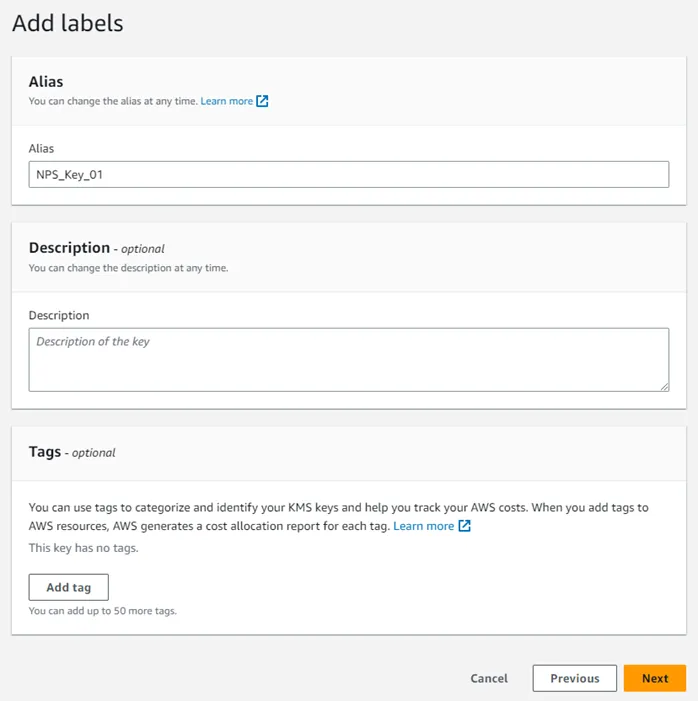 Add labels
Alias
You can change the alias at any time. Learn more
Alias
NPS_Key_01
Description - optional
You can change the description at any time.
Description
Description of the key
Tags - optional
You can use tags to categorize and identify your KMS keys and help you track your AWS costs. When you add tags to
AWS resources, AWS generates a cost allocation report for each tag. Learn more
This key has no tags.
Add tag
You can add up to 50 more tags.
Cancel Previous Next